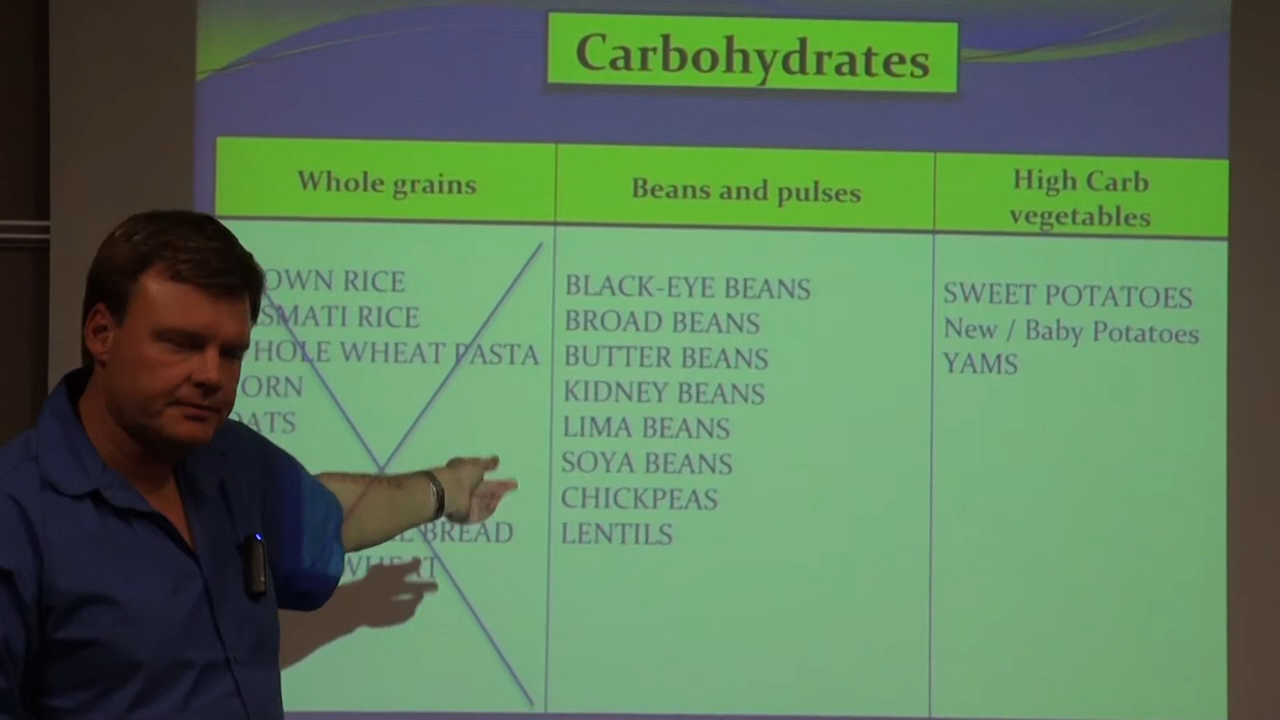 Carbohydrates
Whole grains
Beans and pulses
High Carb
vegetables
OWN RICE
SMATI RICE
HOLE WHEAT PASTA
ORN
OATS
BREAD
WHEAT
BLACK-EYE BEANS
BROAD BEANS
BUTTER BEANS
KIDNEY BEANS
LIMA BEANS
SOYA BEANS
CHICKPEAS
LENTILS
SWEET POTATOES
New / Baby Potatoes
YAMS